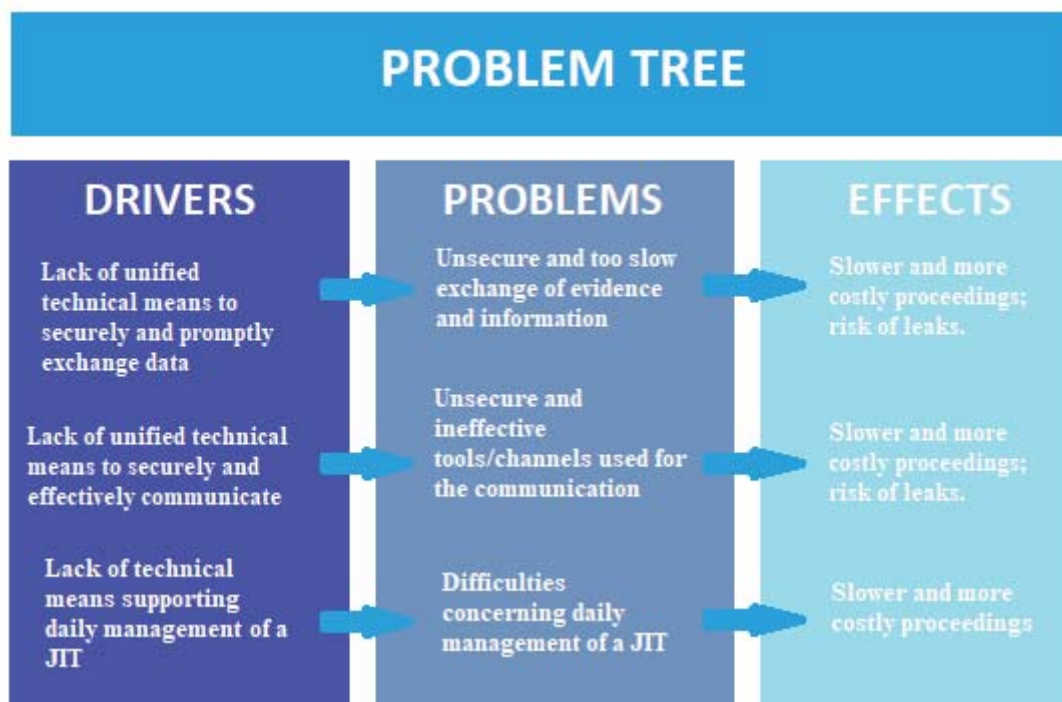 PROBLEM TREE
DRIVERS
Lack of unified
technical means to
securely and promptly
exchange data
Lack of unified technical
means to securely and
effectively communicate
Lack of technical
means supporting
daily management of a
JIT
PROBLEMS
Unsecure and too slow
exchange of evidence
and information
Unsecure and
ineffective
tools/channels used for
the communication
Difficulties
concerning daily
management of a JIT
EFFECTS
Slower and more
costly proceedings;
risk of leaks.
Slower and more
costly proceedings;
risk of leaks.
Slower and more
costly proceedings